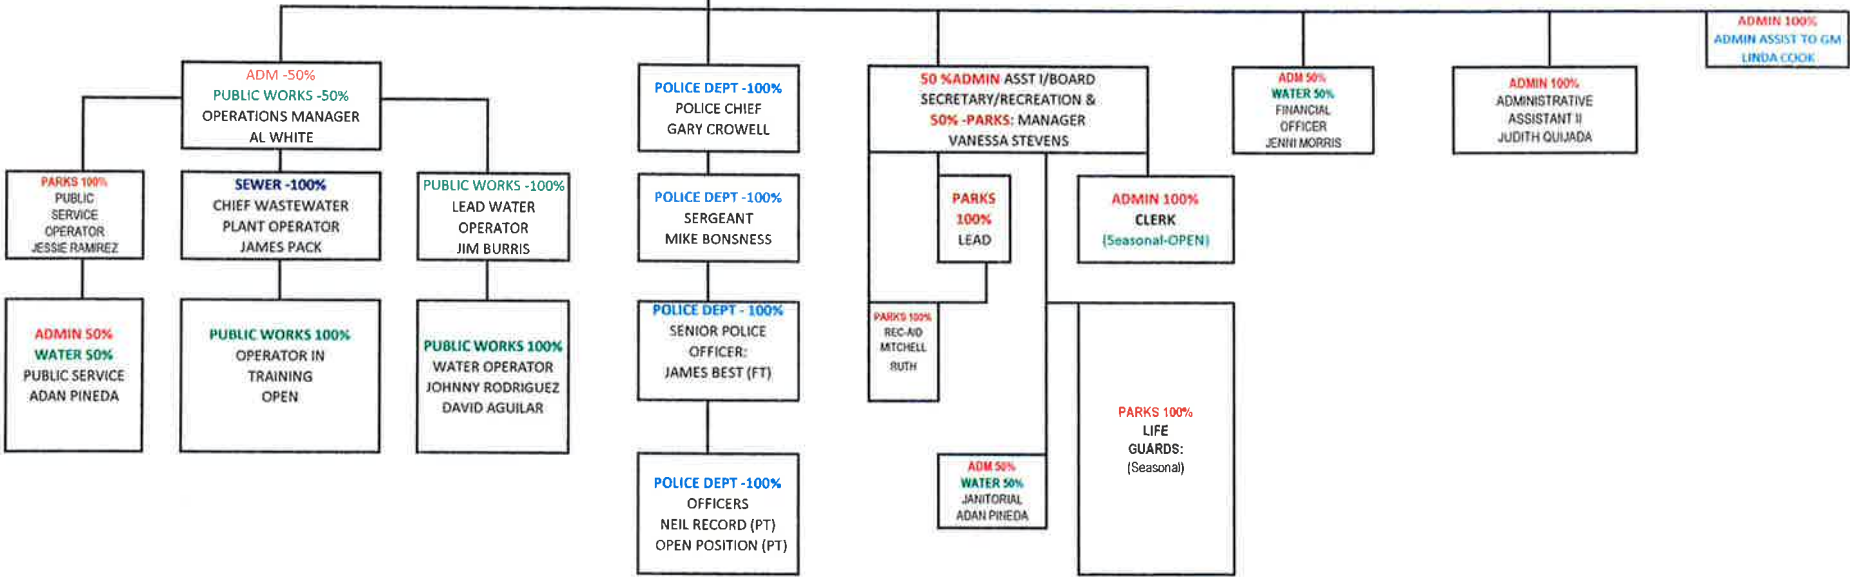 ADMIN 100%
ADMIN ASSIST TO GM
LINDA COOK
ADM -50%
PUBLIC WORKS -50%
OPERATIONS MANAGER
AL WHITE
POLICE DEPT -100%
POLICE CHIEF
GARY CROWELL
50 %ADMIN ASST I/BOARD
SECRETARY/RECREATION &
50% -PARKS: MANAGER
VANESSA STEVENS
ADM 50%
WATER 50%
FINANCIAL
OFFICER
JENNI MORRIS
ADMIN 100%
ADMINISTRATIVE
ASSISTANT II
JUDITH QUIJADA
PARKS 100%
PUBLIC
SERVICE
OPERATOR
JESSIE RAMIREZ
SEWER -100%
CHIEF WASTEWATER
PLANT OPERATOR
JAMES PACK
PUBLIC WORKS -100%
LEAD WATER
OPERATOR
JIM BURRIS
POLICE DEPT -100%
SERGEANT
MIKE BONSNESS
PARKS
100%
LEAD
ADMIN 100%
CLERK
(Seasonal-OPEN)
ADMIN 50%
WATER 50%
PUBLIC SERVICE
ADAN PINEDA
PUBLIC WORKS 100%
OPERATOR IN
TRAINING
OPEN
PUBLIC WORKS 100%
WATER OPERATOR
JOHNNY RODRIGUEZ
DAVID AGUILAR
POLICE DEPT - 100%
SENIOR POLICE
OFFICER:
JAMES BEST (FT)
PARKS 100%
REC-AID
MITCHELL
RUTH
PARKS 100%
LIFE
GUARDS:
(Seasonal)
POLICE DEPT -100%
OFFICERS
NEIL RECORD (PT)
OPEN POSITION (PT)
ADM 50%
WATER 50%
JANITORIAL
ADAN PINEDA